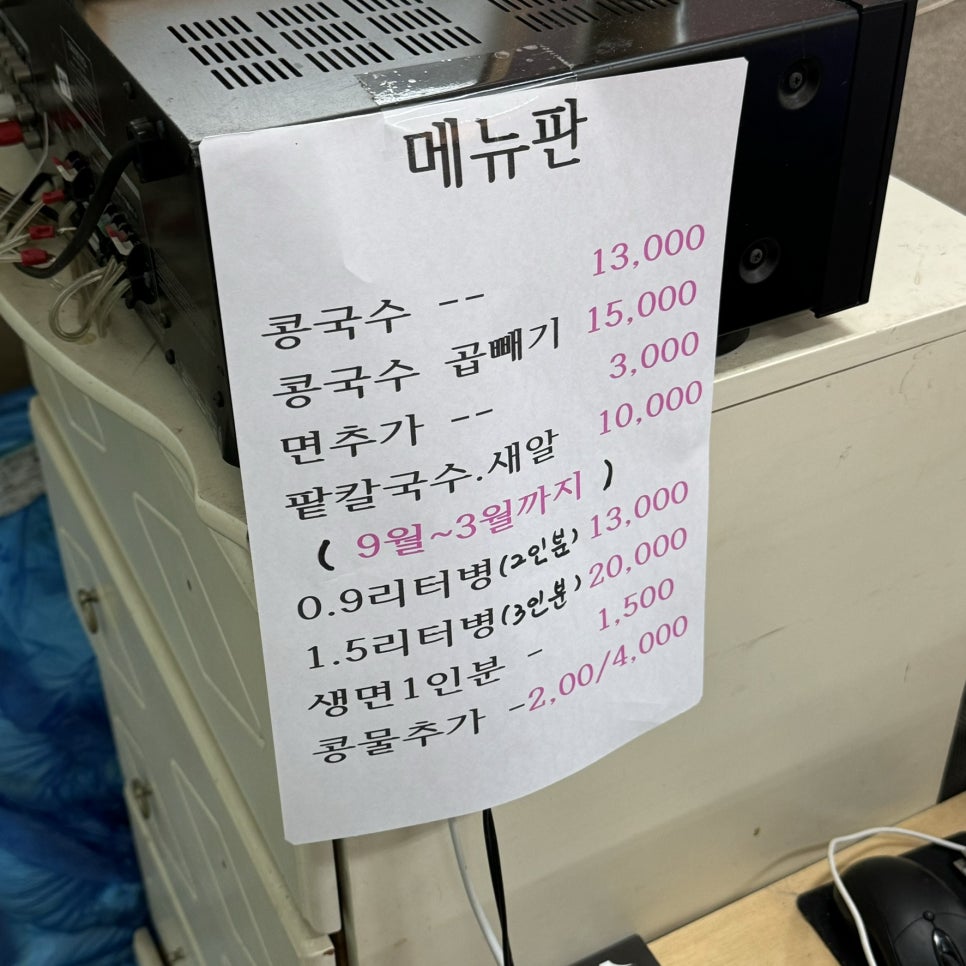 메뉴판
콩국수 -- 13,000
콩국수 곱빼기 15,000
면추가 -- 3,000
팥칼국수.새알 10,000
( 9월~3월까지 )
0.9리터병(2인분) 13,000
1.5리터병(3인분) 20,000
생면1인분 - 1,500
콩물추가 -2,00/4,000